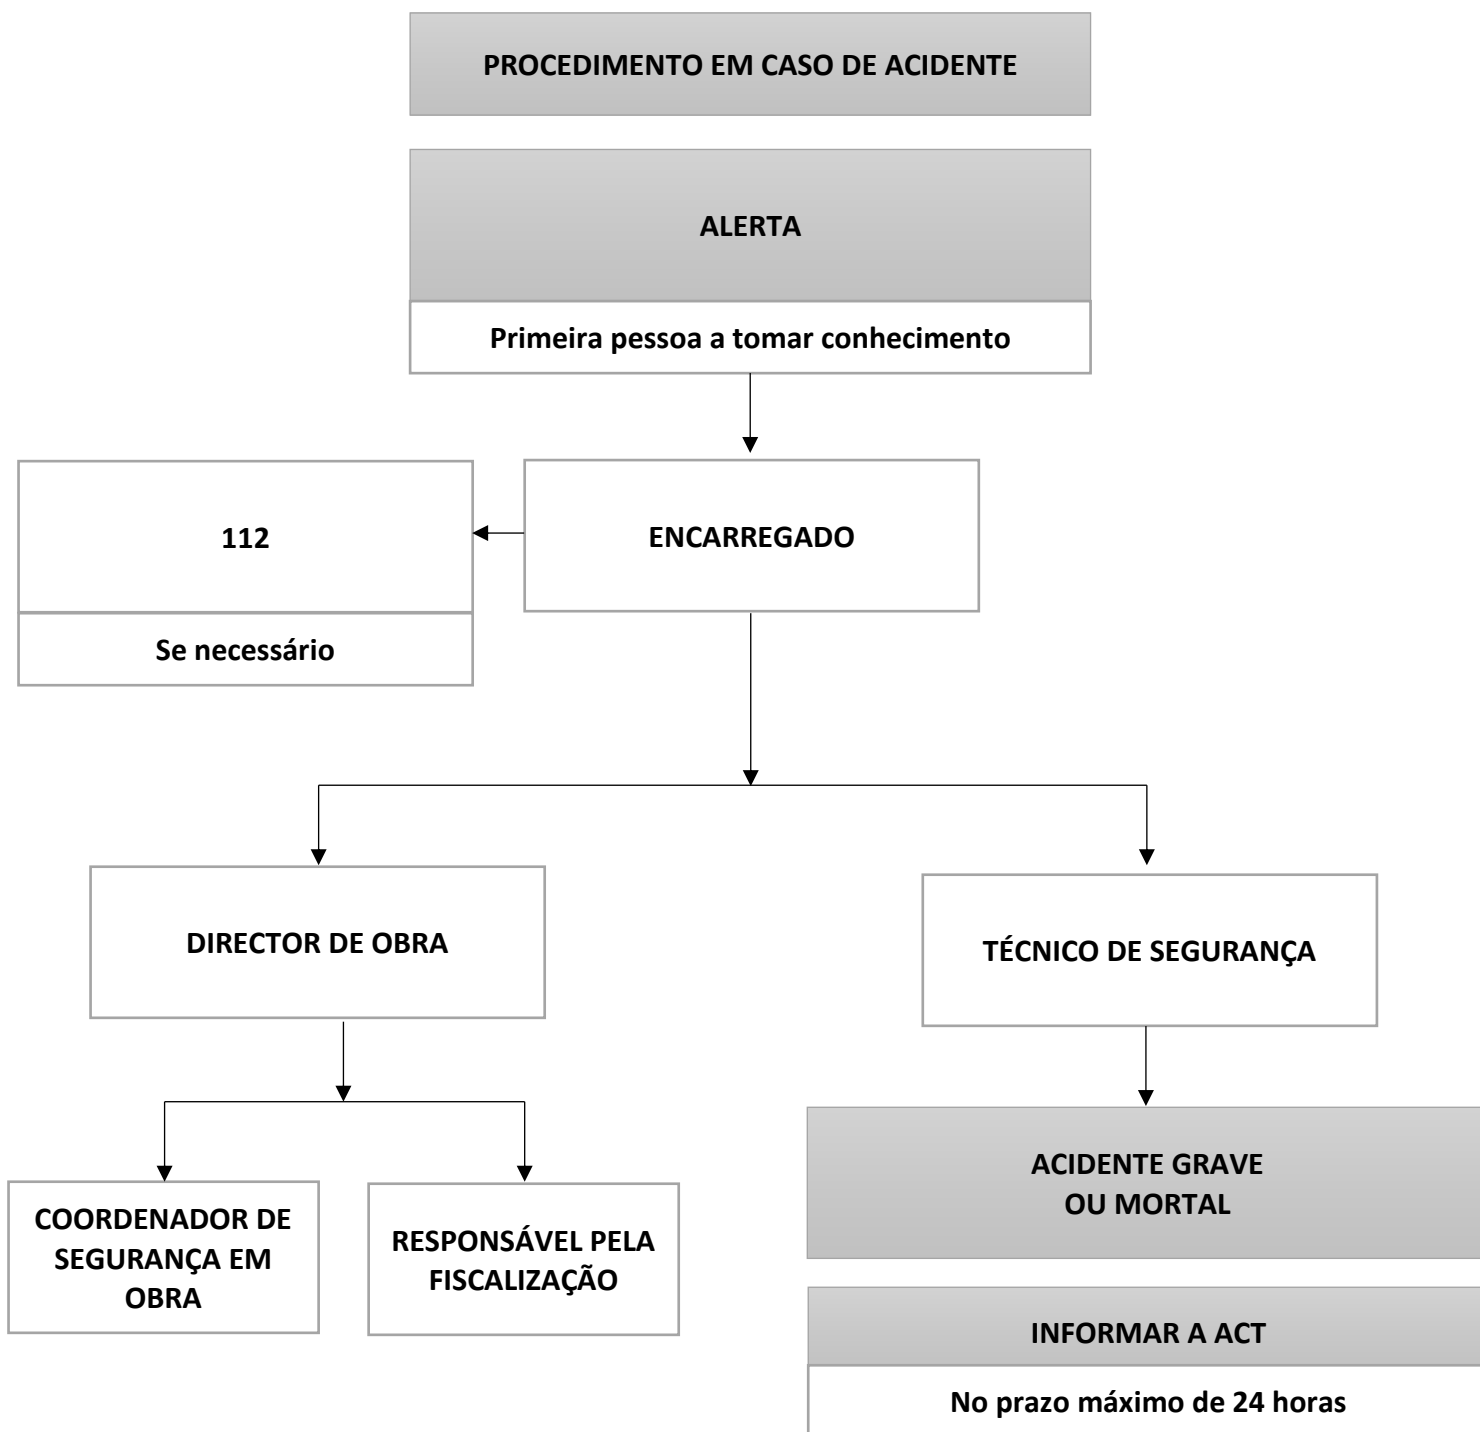 PROCEDIMENTO EM CASO DE ACIDENTE
ALERTA
Primeira pessoa a tomar conhecimento
112
Se necessário
ENCARREGADO
DIRECTOR DE OBRA
TÉCNICO DE SEGURANÇA
COORDENADOR DE
SEGURANÇA EM
OBRA
RESPONSÁVEL PELA
FISCALIZAÇÃO
ACIDENTE GRAVE
OU MORTAL
INFORMAR A ACT
No prazo máximo de 24 horas